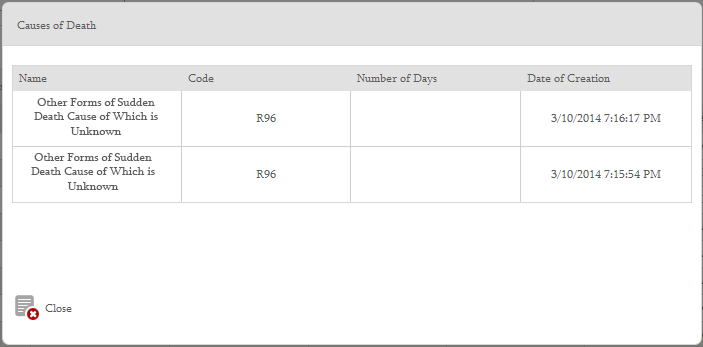 Causes of Death
Name Code Number of Days Date of Creation
Other Forms of Sudden
Death Cause of Which is
Unknown
R96
3/10/2014 7:16:17 PM
Other Forms of Sudden
Death Cause of Which is
Unknown
R96
3/10/2014 7:15:54 PM
Close